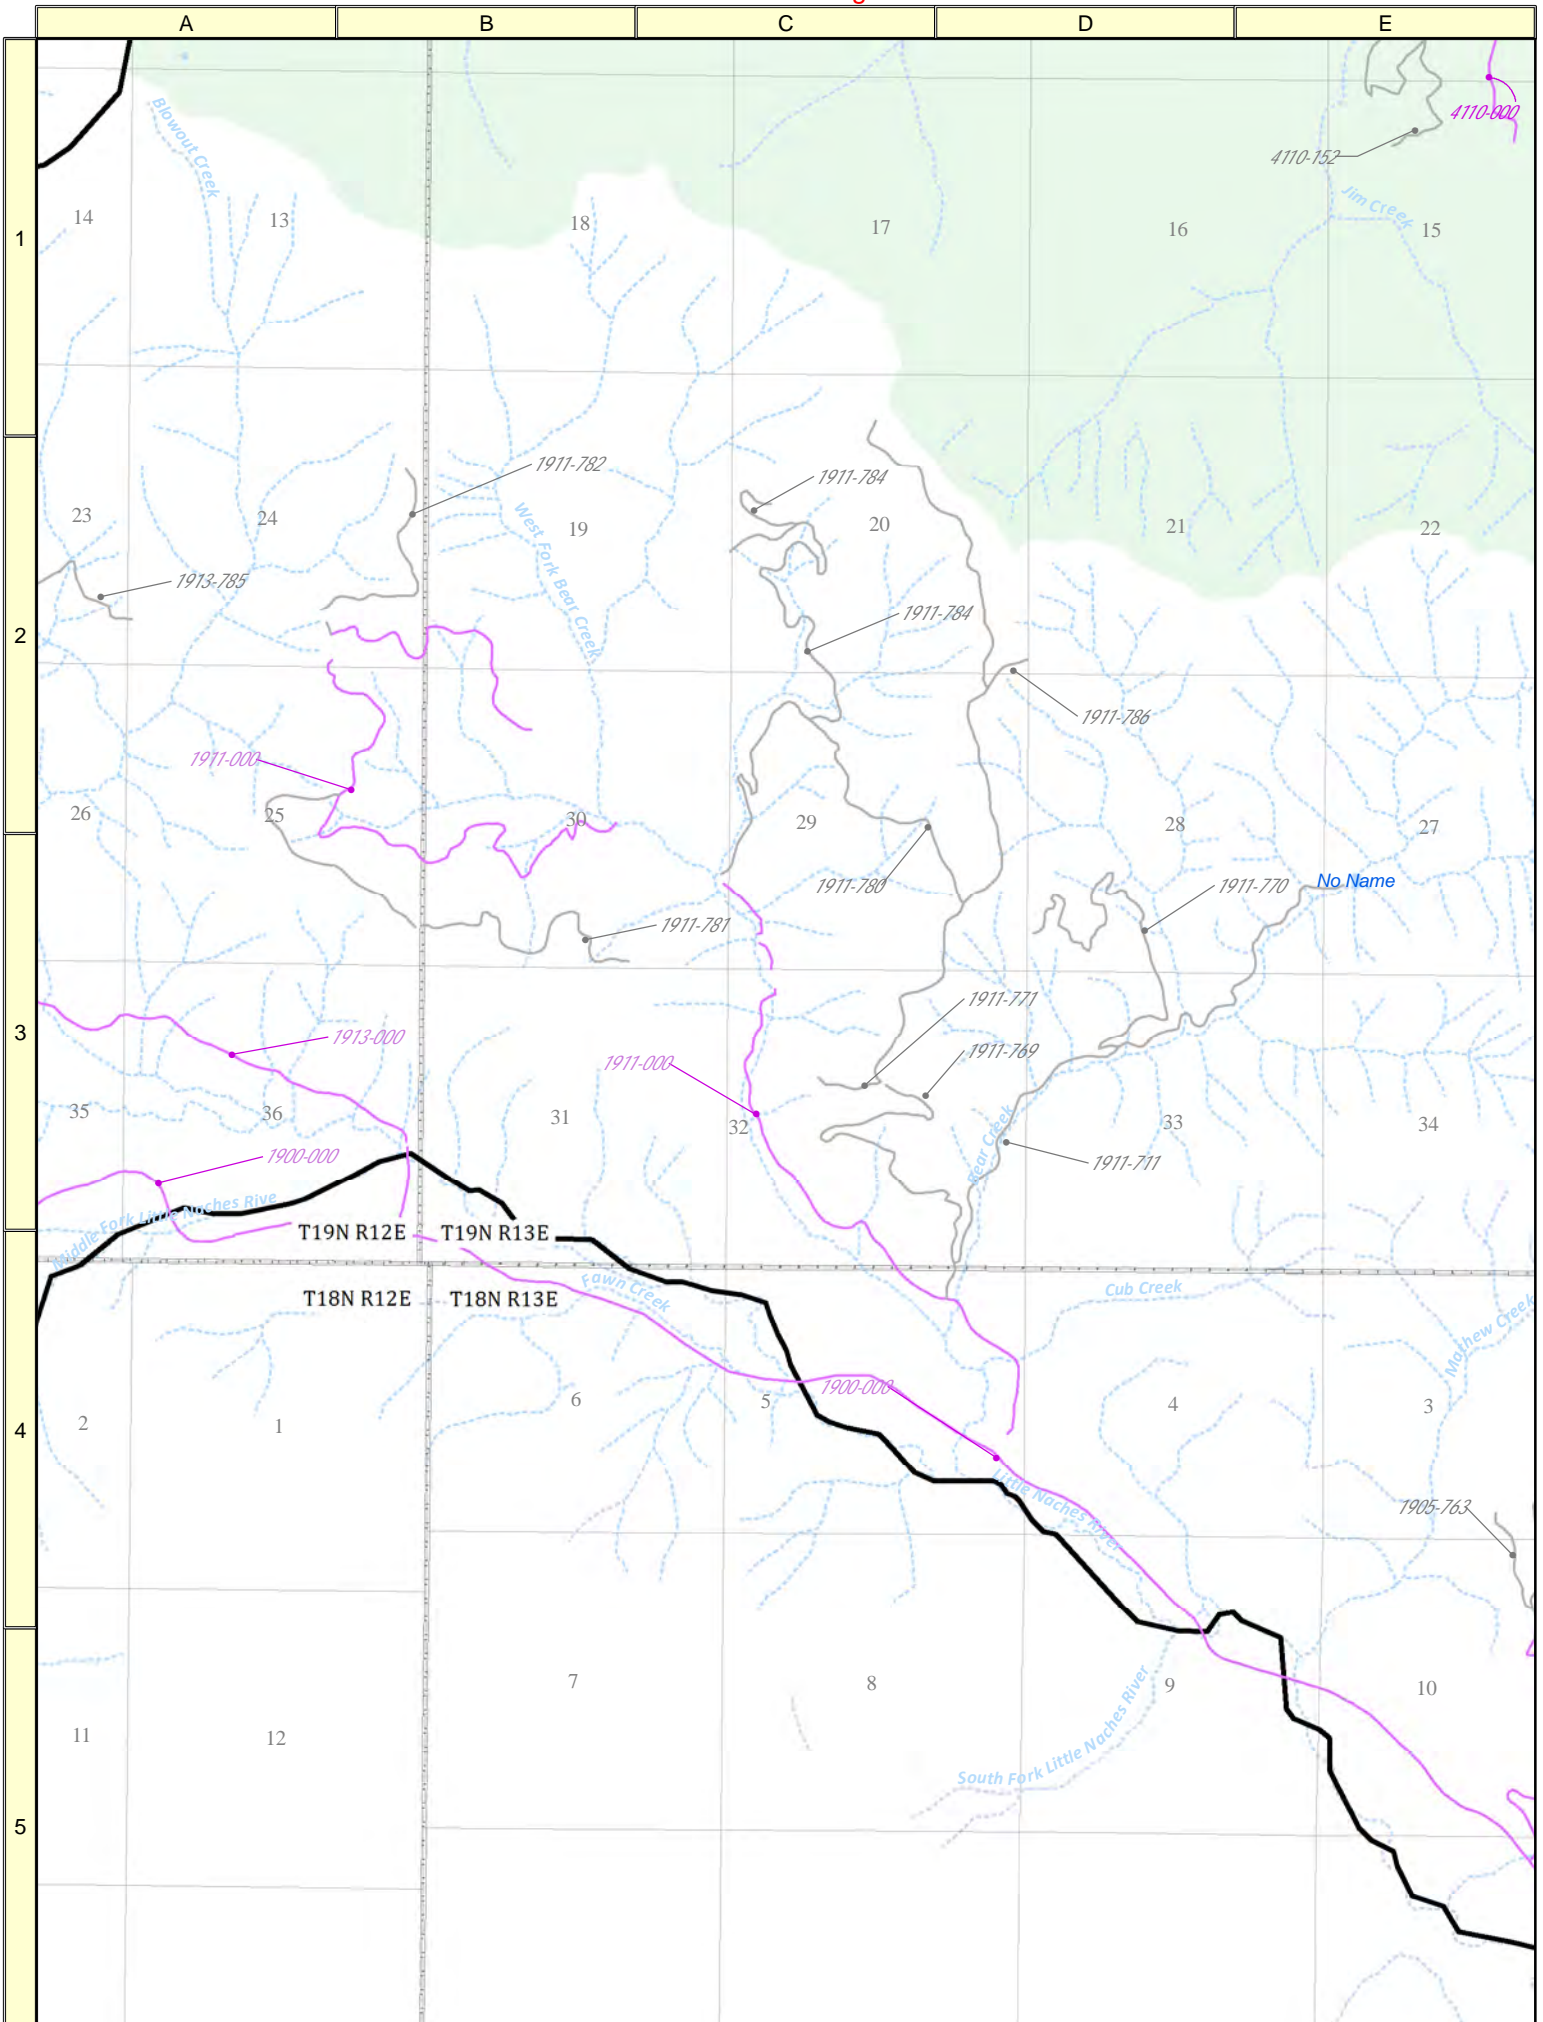 A B C D E
4110-000
4110-152
Blowout Creek
Jim Creek
1
14 13 18 17 16 15
1911-782
1911-784
West Fork Bear Creek
23 24 19 20 21 22
1913-785
1911-784
2
1911-786
1911-000
26 25 30 29 28 27
1911-780
1911-770
No Name
1911-781
1911-771
3
1913-000
1911-000
1911-769
35 36 31 32 33 34
Bear Creek
1900-000
1911-711
Middle Fork Little Naches Rive
T19N R12E T19N R13E
Fawn Creek
Cub Creek
T18N R12E T18N R13E
Mathew Creek
1900-000
2 1 6 5 4 3
4
Little Naches River
1905-763
7 8 9 10
11 12
South Fork Little Naches River
5